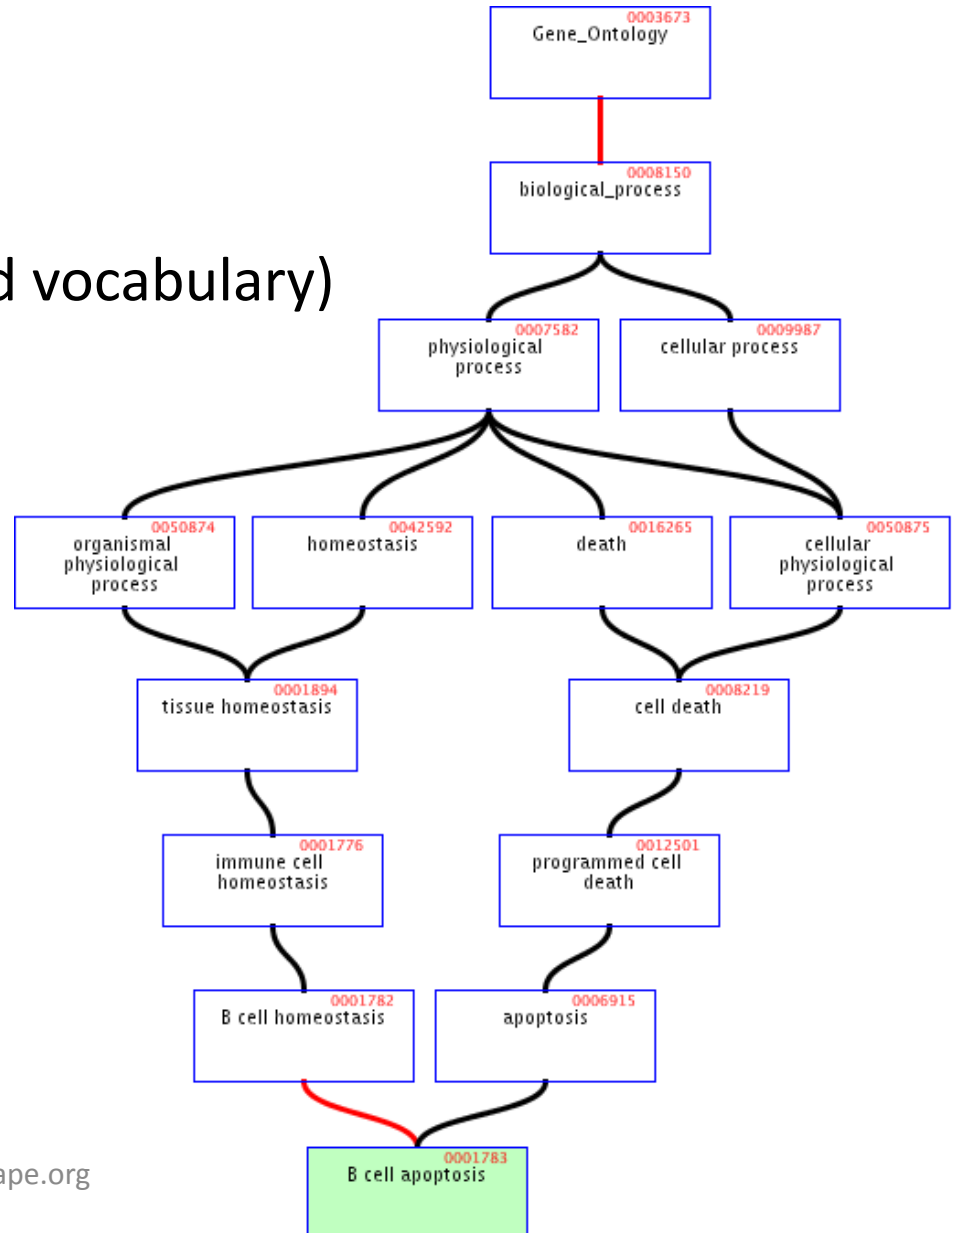 0003673
Gene_Ontology
0008150
biological_process
d vocabulary)
0007582
physiological
process
0009987
cellular process
0050874
organismal
physiological
process
0042592
homeostasis
0016265
death
0050875
cellular
physiological
process
0001894
tissue homeostasis
0008219
cell death
0001776
immune cell
homeostasis
0012501
programmed cell
death
0001782
B cell homeostasis
0006915
apoptosis
0001783
B cell apoptosis
ape.org